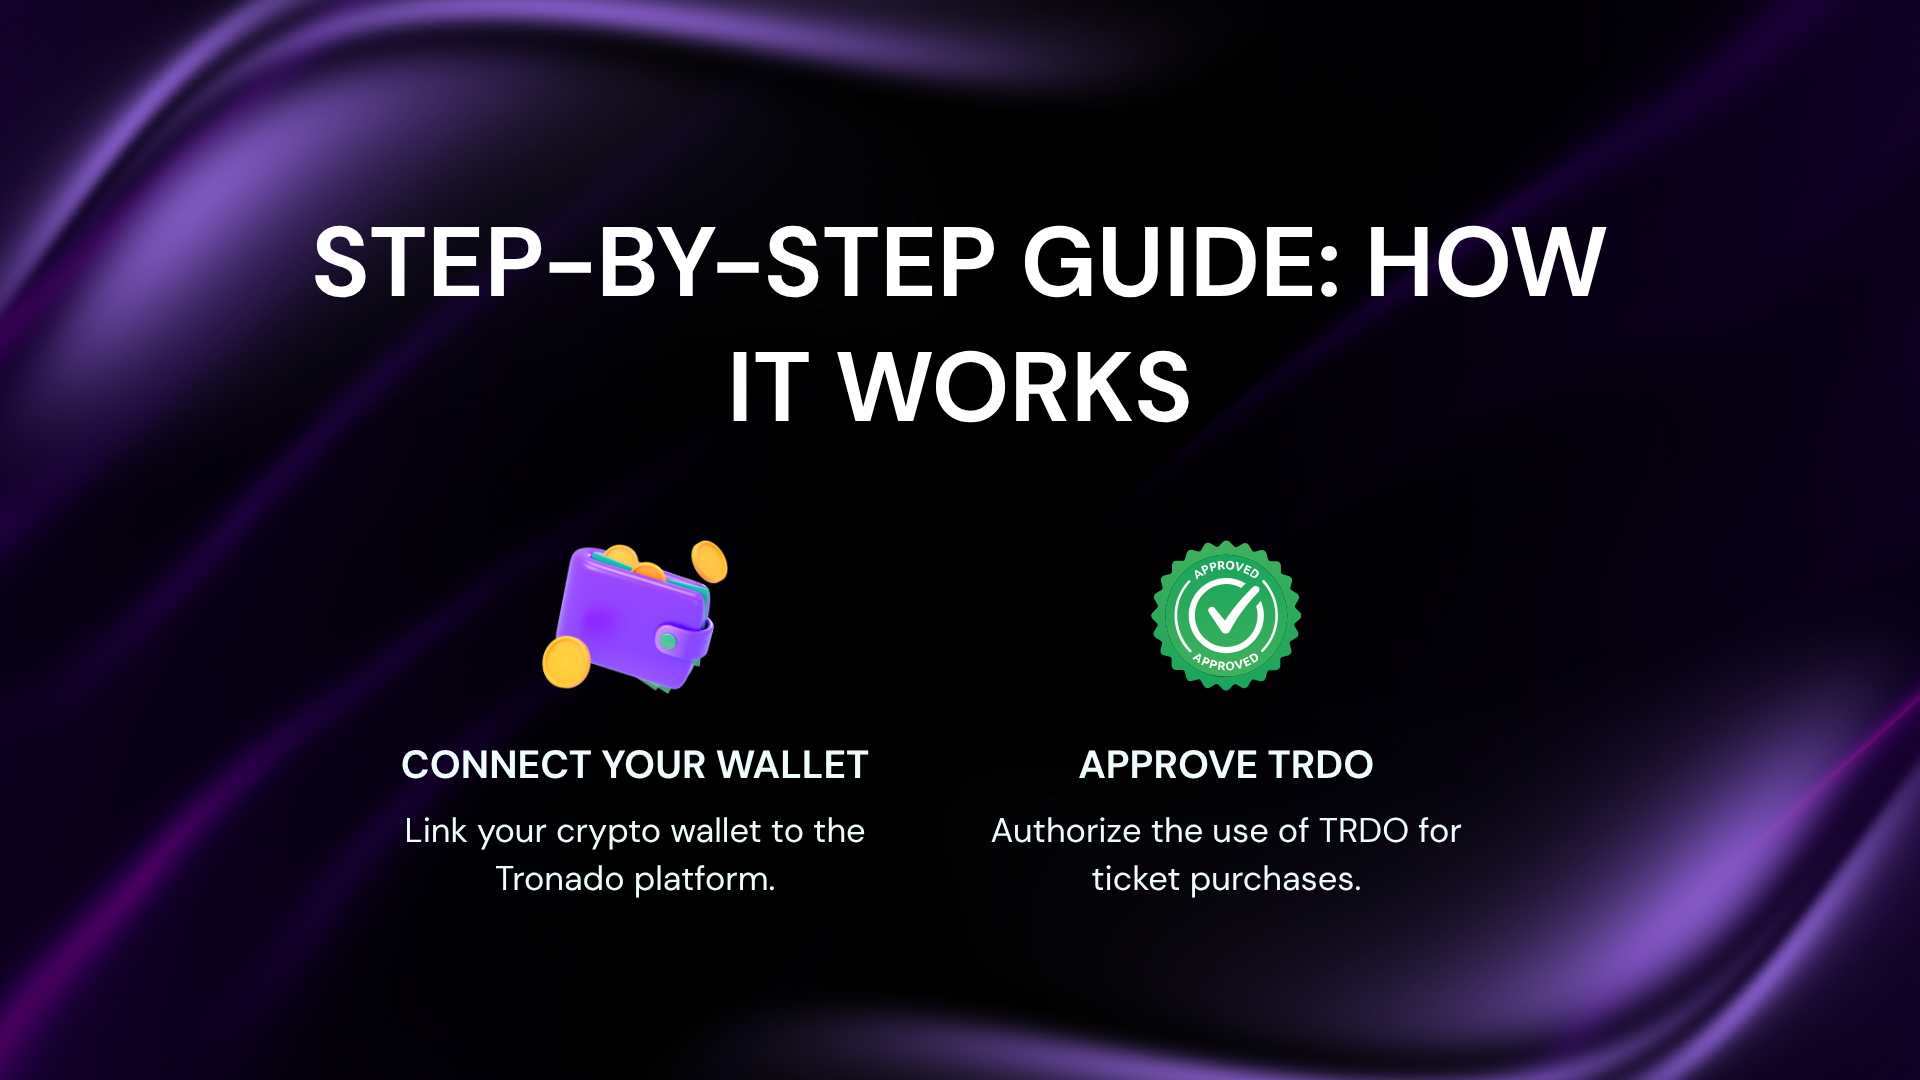 STEP-BY-STEP GUIDE: HOW
IT WORKS
APPROVED
APPROVED
CONNECT YOUR WALLET
Link your crypto wallet to the
Tronado platform.
APPROVE TRDO
Authorize the use of TRDO for
ticket purchases.